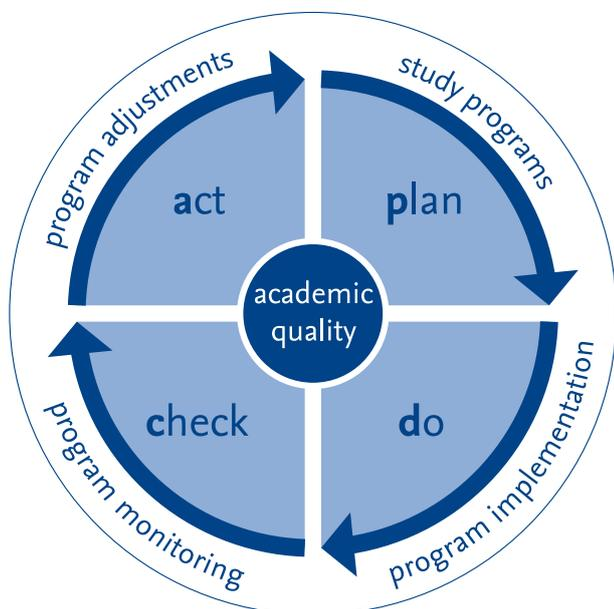 program adjustments
study programs
act
plan
academic
quality
check
do
program monitoring
program implementation